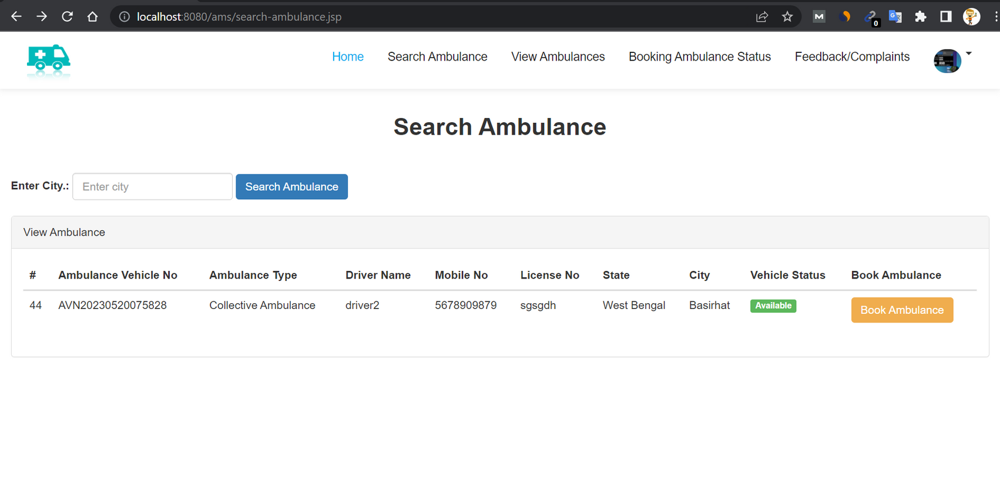 localhost:8080/ams/search-ambulance.jsp
M
0
G
Home Search Ambulance View Ambulances Booking Ambulance Status Feedback/Complaints
Search Ambulance
Enter City.: Enter city Search Ambulance
View Ambulance
# Ambulance Vehicle No Ambulance Type Driver Name Mobile No License No State City Vehicle Status Book Ambulance
44 AVN20230520075828 Collective Ambulance driver2 5678909879 sgsgdh West Bengal Basirhat Available Book Ambulance